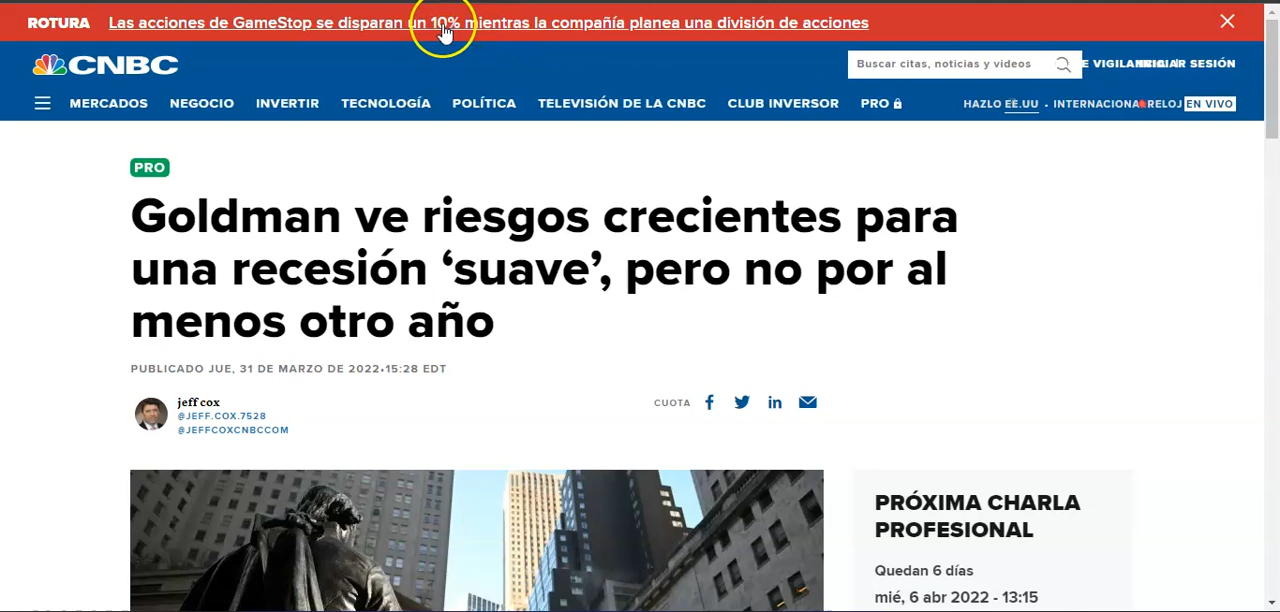 ROTURA Las acciones de GameStop se disparan un 10% mientras la compañía planea una división de acciones
CNBC
Buscar citas, noticias y videos
INICIAR SESIÓN
MERCADOS NEGOCIO INVERTIR TECNOLOGÍA POLÍTICA TELEVISIÓN DE LA CNBC CLUB INVERSOR PRO
HAZLO EE.UU • INTERNACIONA RELOJ EN VIVO
PRO
Goldman ve riesgos crecientes para
una recesión ‘suave’, pero no por al
menos otro año
PUBLICADO JUE, 31 DE MARZO DE 2022•15:28 EDT
jeff cox
@JEFF.COX.7528
@JEFFCOXCNBCCOM
CUOTA
PRÓXIMA CHARLA
PROFESIONAL
Quedan 6 días
mié, 6 abr 2022 - 13:15